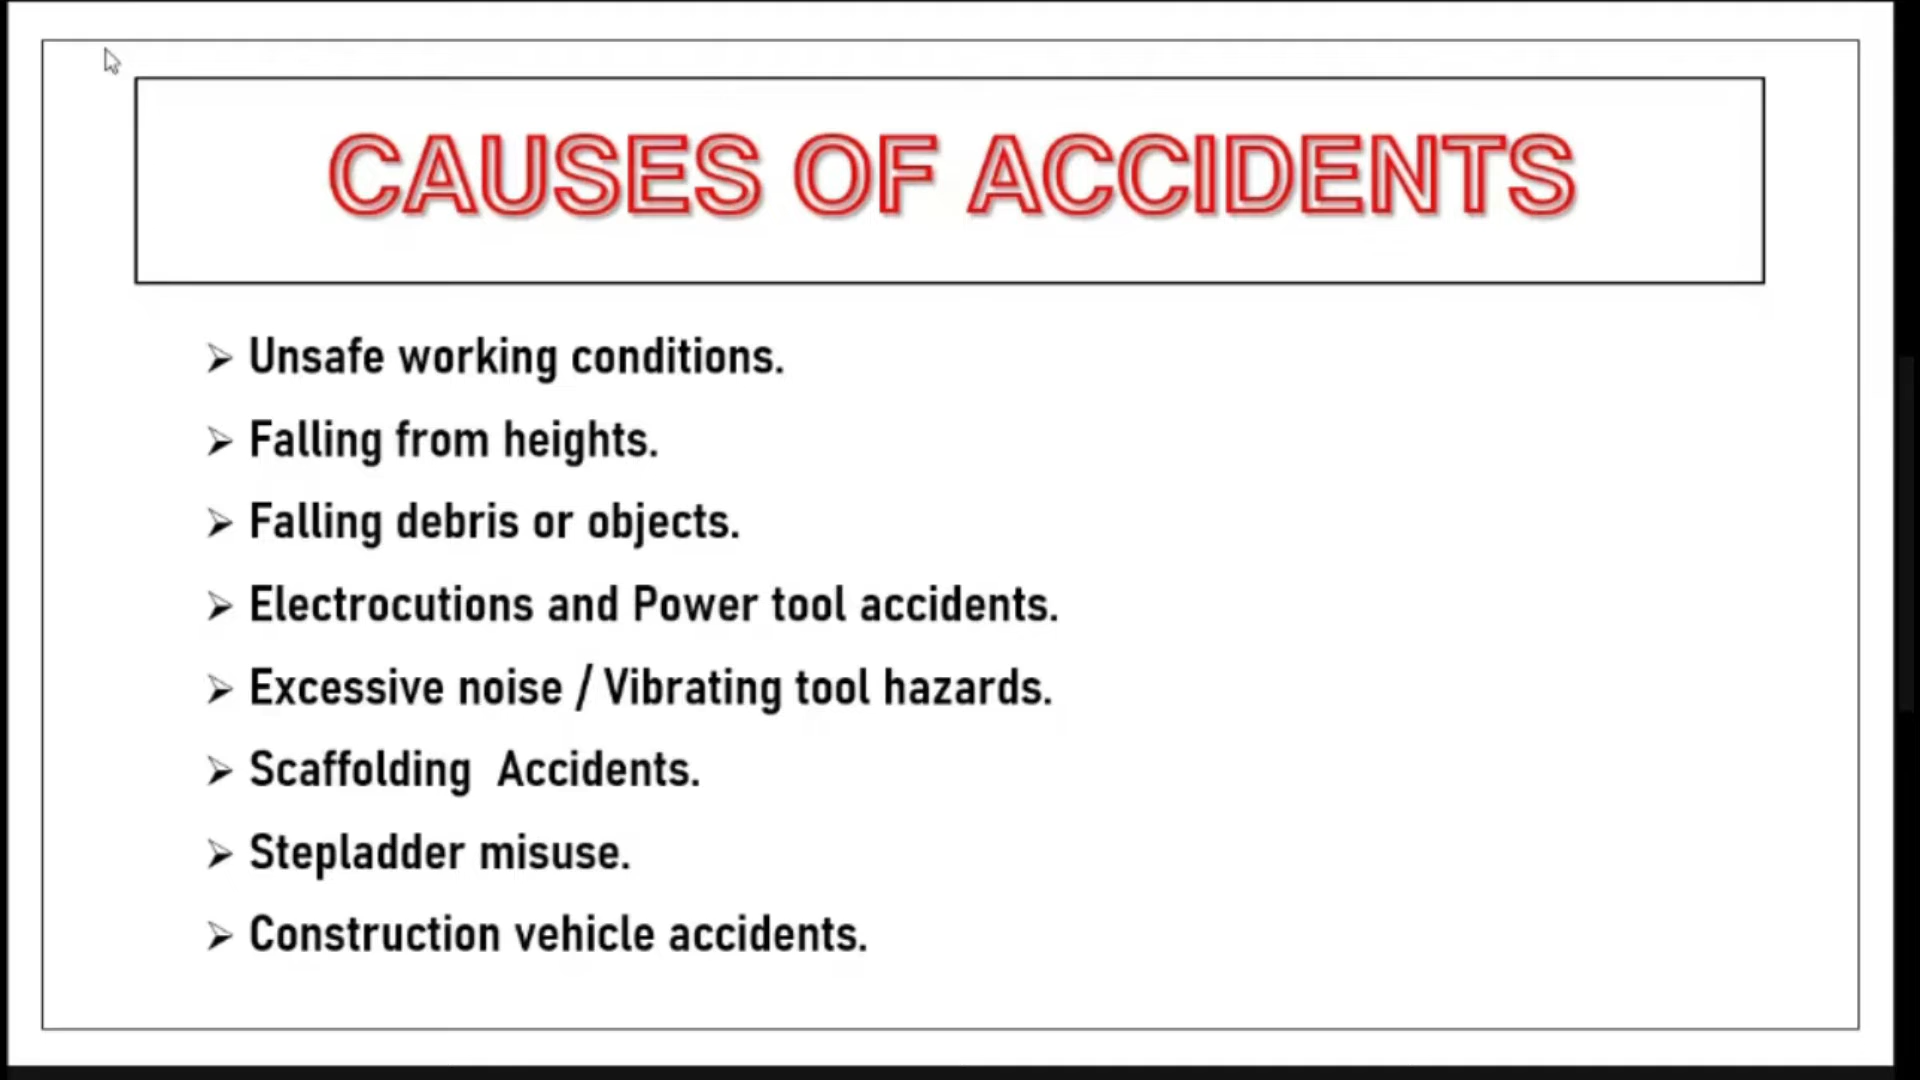 CAUSES OF ACCIDENTS
➢ Unsafe working conditions.
➢ Falling from heights.
➢ Falling debris or objects.
➢ Electrocutions and Power tool accidents.
➢ Excessive noise / Vibrating tool hazards.
➢ Scaffolding  Accidents.
➢ Stepladder misuse.
➢ Construction vehicle accidents.